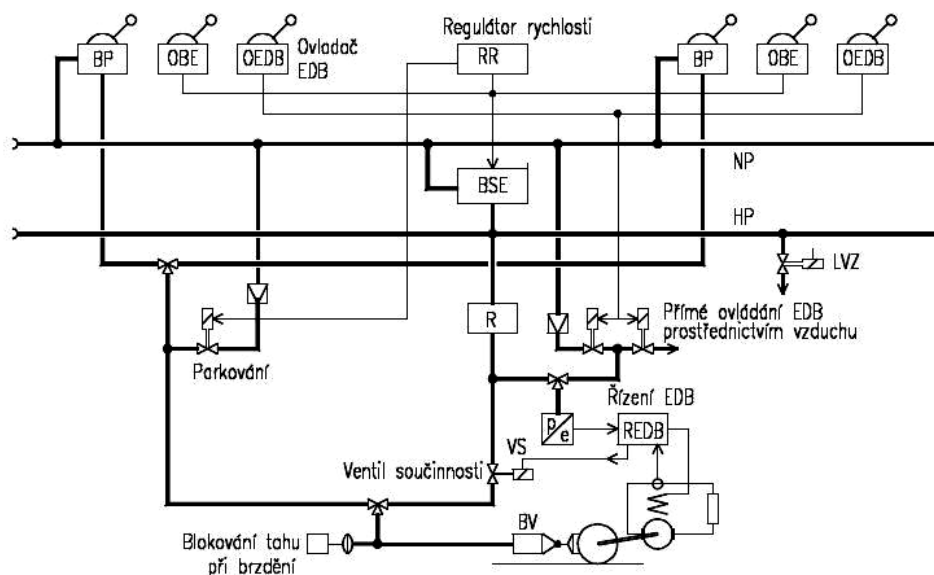 Regulátor rychlosti
BP
OBE
OEDB
Ovladač
EDB
RR
BP
OBE
OEDB
NP
BSE
HP
LVZ
R
Přímé ovládání EDB
prostřednictvím vzduchu
Parkování
Řízení EDB
p
e
REDB
VS
Ventil součinnosti
BV
Blokování tahu
při brzdění